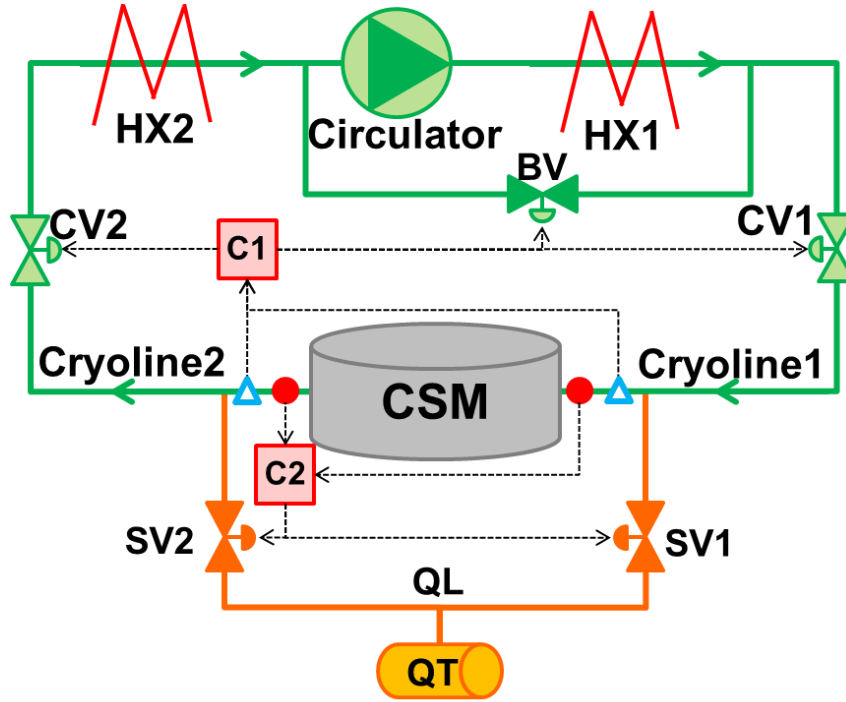 HX2
Circulator
HX1
BV
CV2
C1
CV1
Cryoline2
Cryoline1
CSM
C2
SV2
SV1
QL
QT